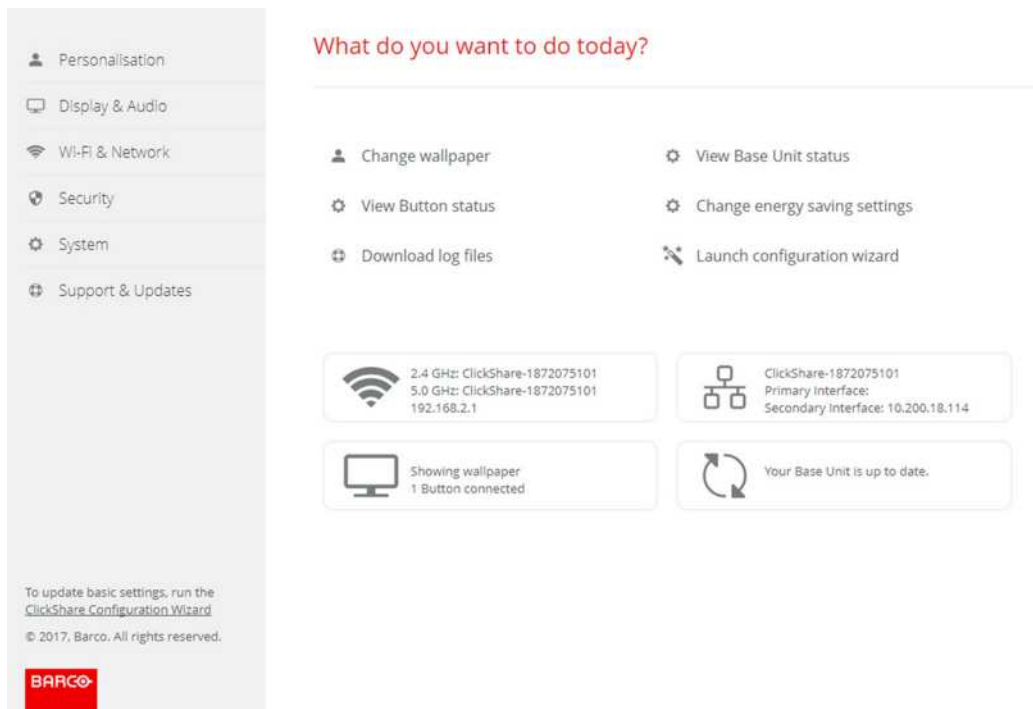 Personalisation
Display & Audio
Wi-Fi & Network
Security
System
Support & Updates
To update basic settings, run the
ClickShare Configuration Wizard
© 2017, Barco. All rights reserved.
BARCO
What do you want to do today?
Change wallpaper
View Base Unit status
View Button status
Change energy saving settings
Download log files
Launch configuration wizard
2.4 GHz: ClickShare-1872075101
5.0 GHz: ClickShare-1872075101
192.168.2.1
ClickShare-1872075101
Primary Interface:
Secondary Interface: 10.200.18.114
Showing wallpaper
1 Button connected
Your Base Unit is up to date.